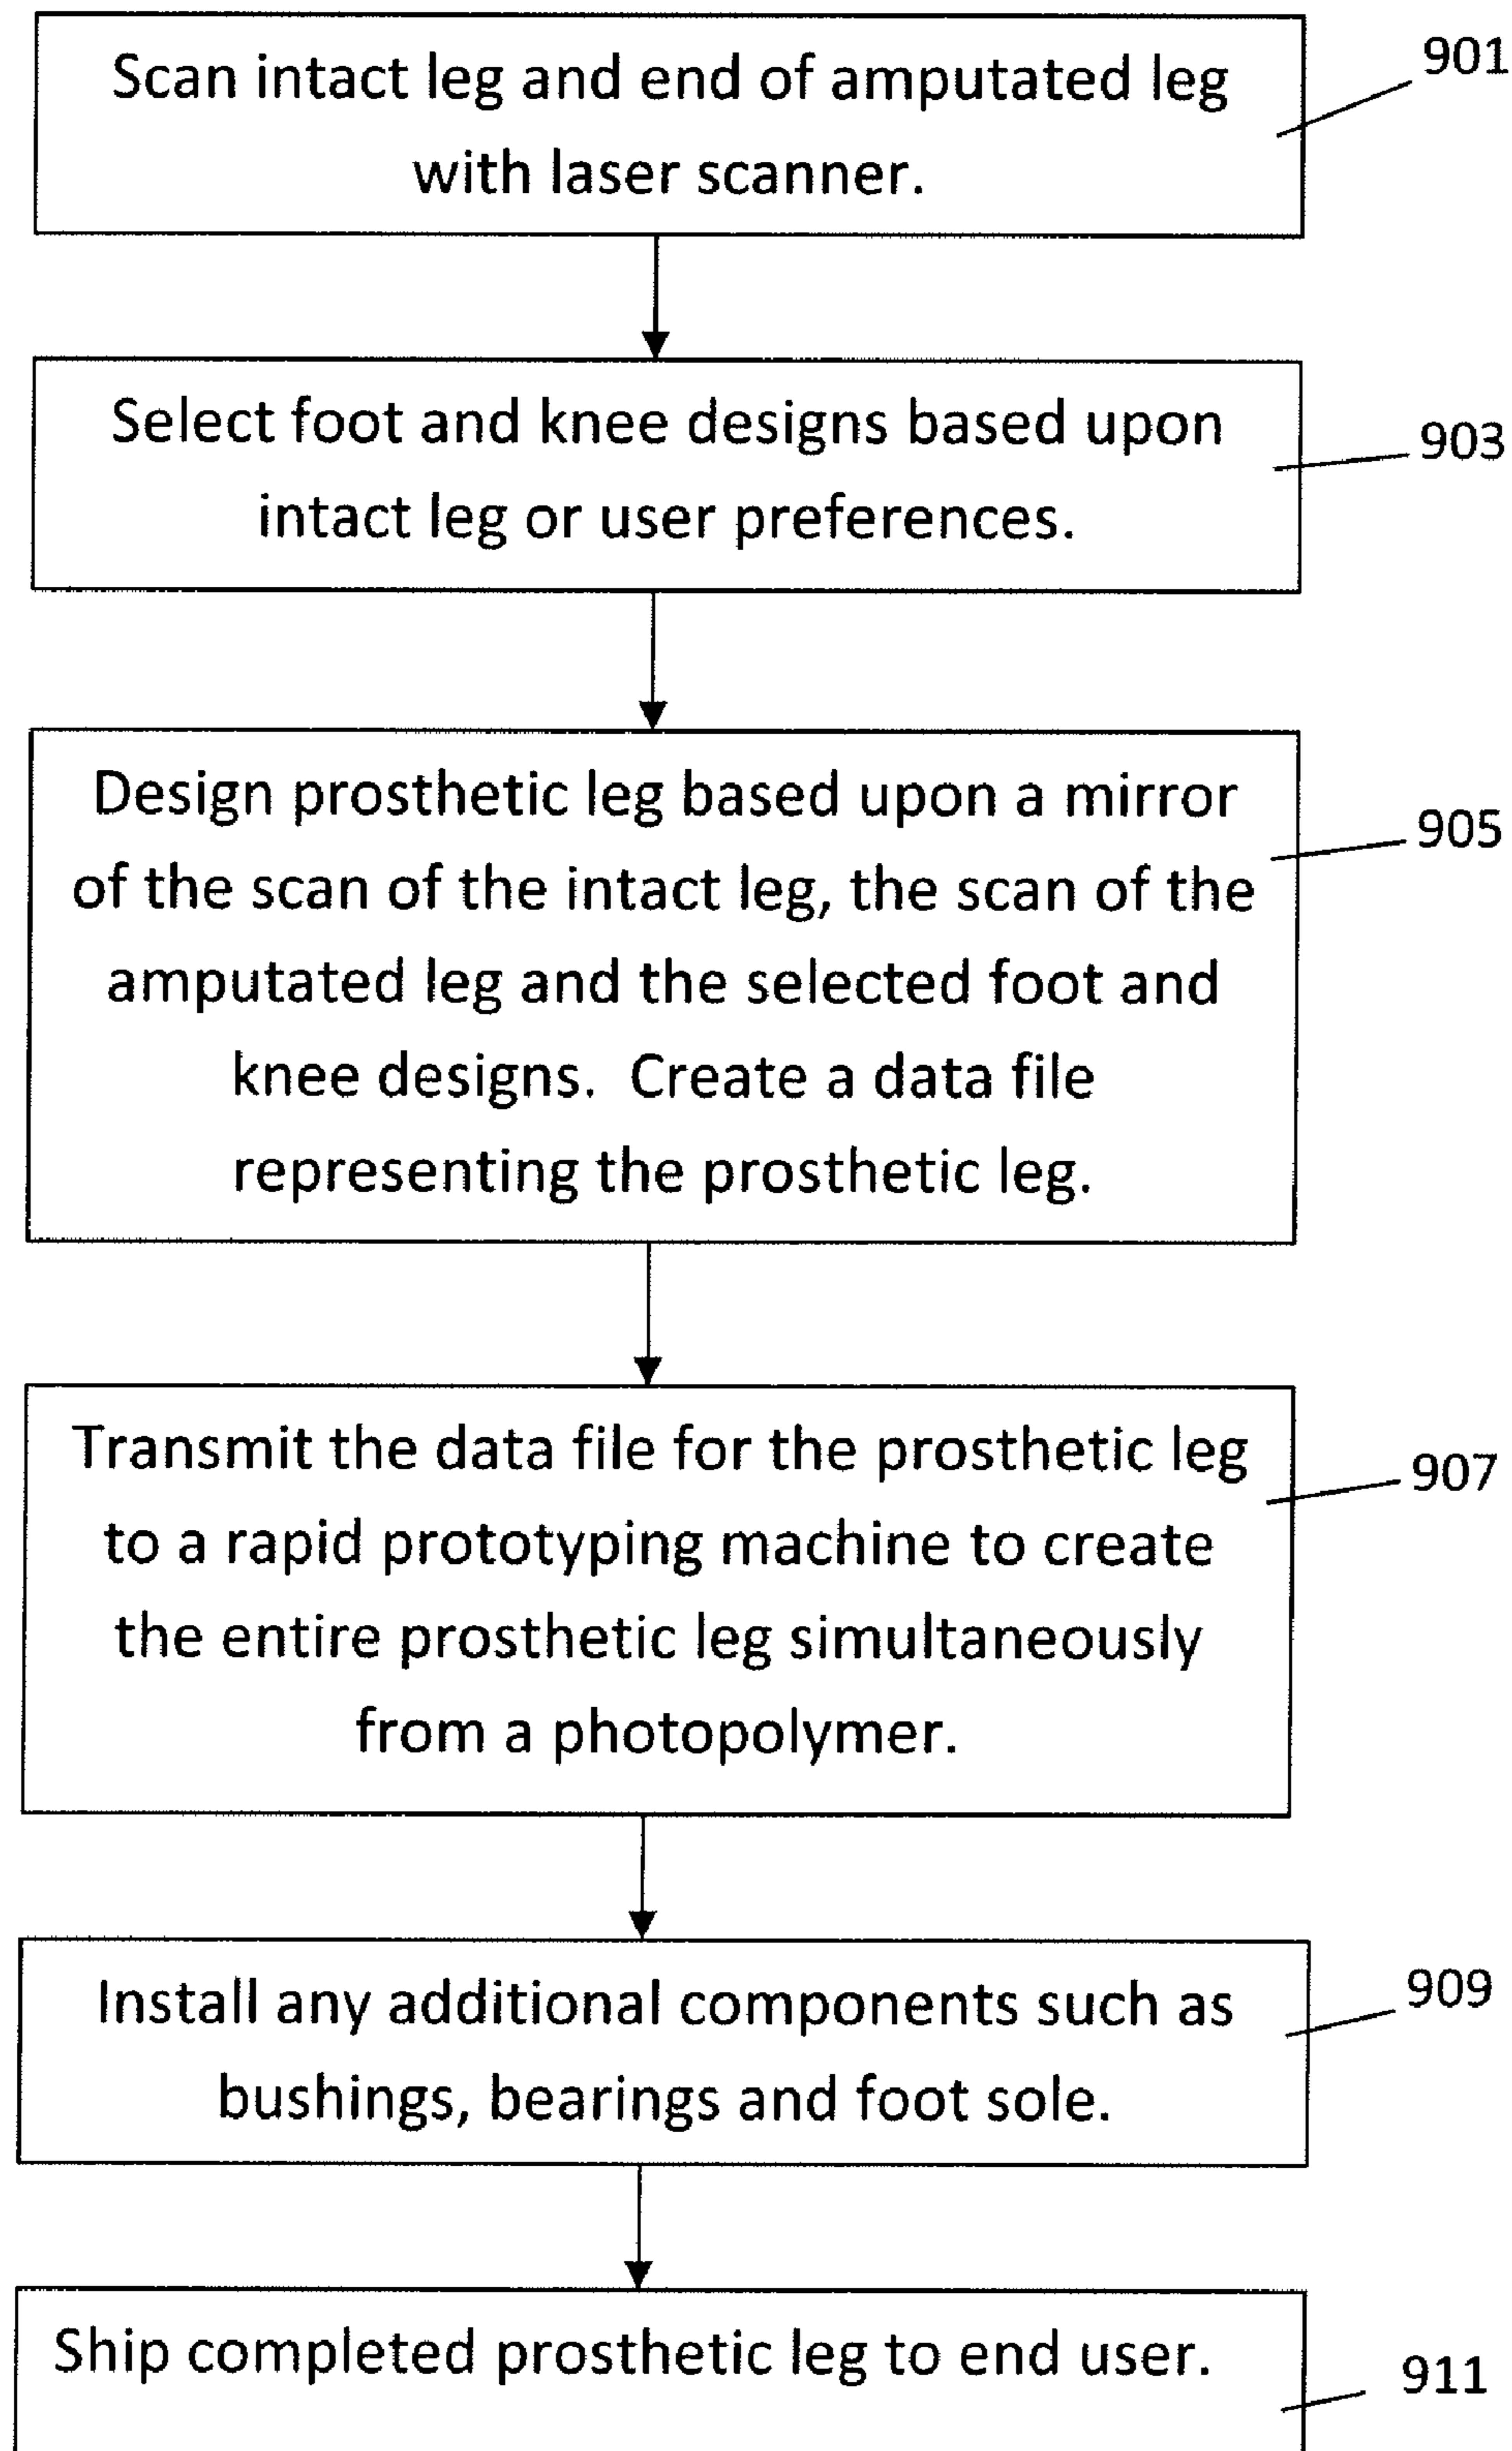 Scan intact leg and end of amputated leg
with laser scanner.
901
Select foot and knee designs based upon
intact leg or user preferences.
903
Design prosthetic leg based upon a mirror
of the scan of the intact leg, the scan of the
amputated leg and the selected foot and
knee designs.  Create a data file
representing the prosthetic leg.
905
Transmit the data file for the prosthetic leg
to a rapid prototyping machine to create
the entire prosthetic leg simultaneously
from a photopolymer.
907
Install any additional components such as
bushings, bearings and foot sole.
909
Ship completed prosthetic leg to end user.
911